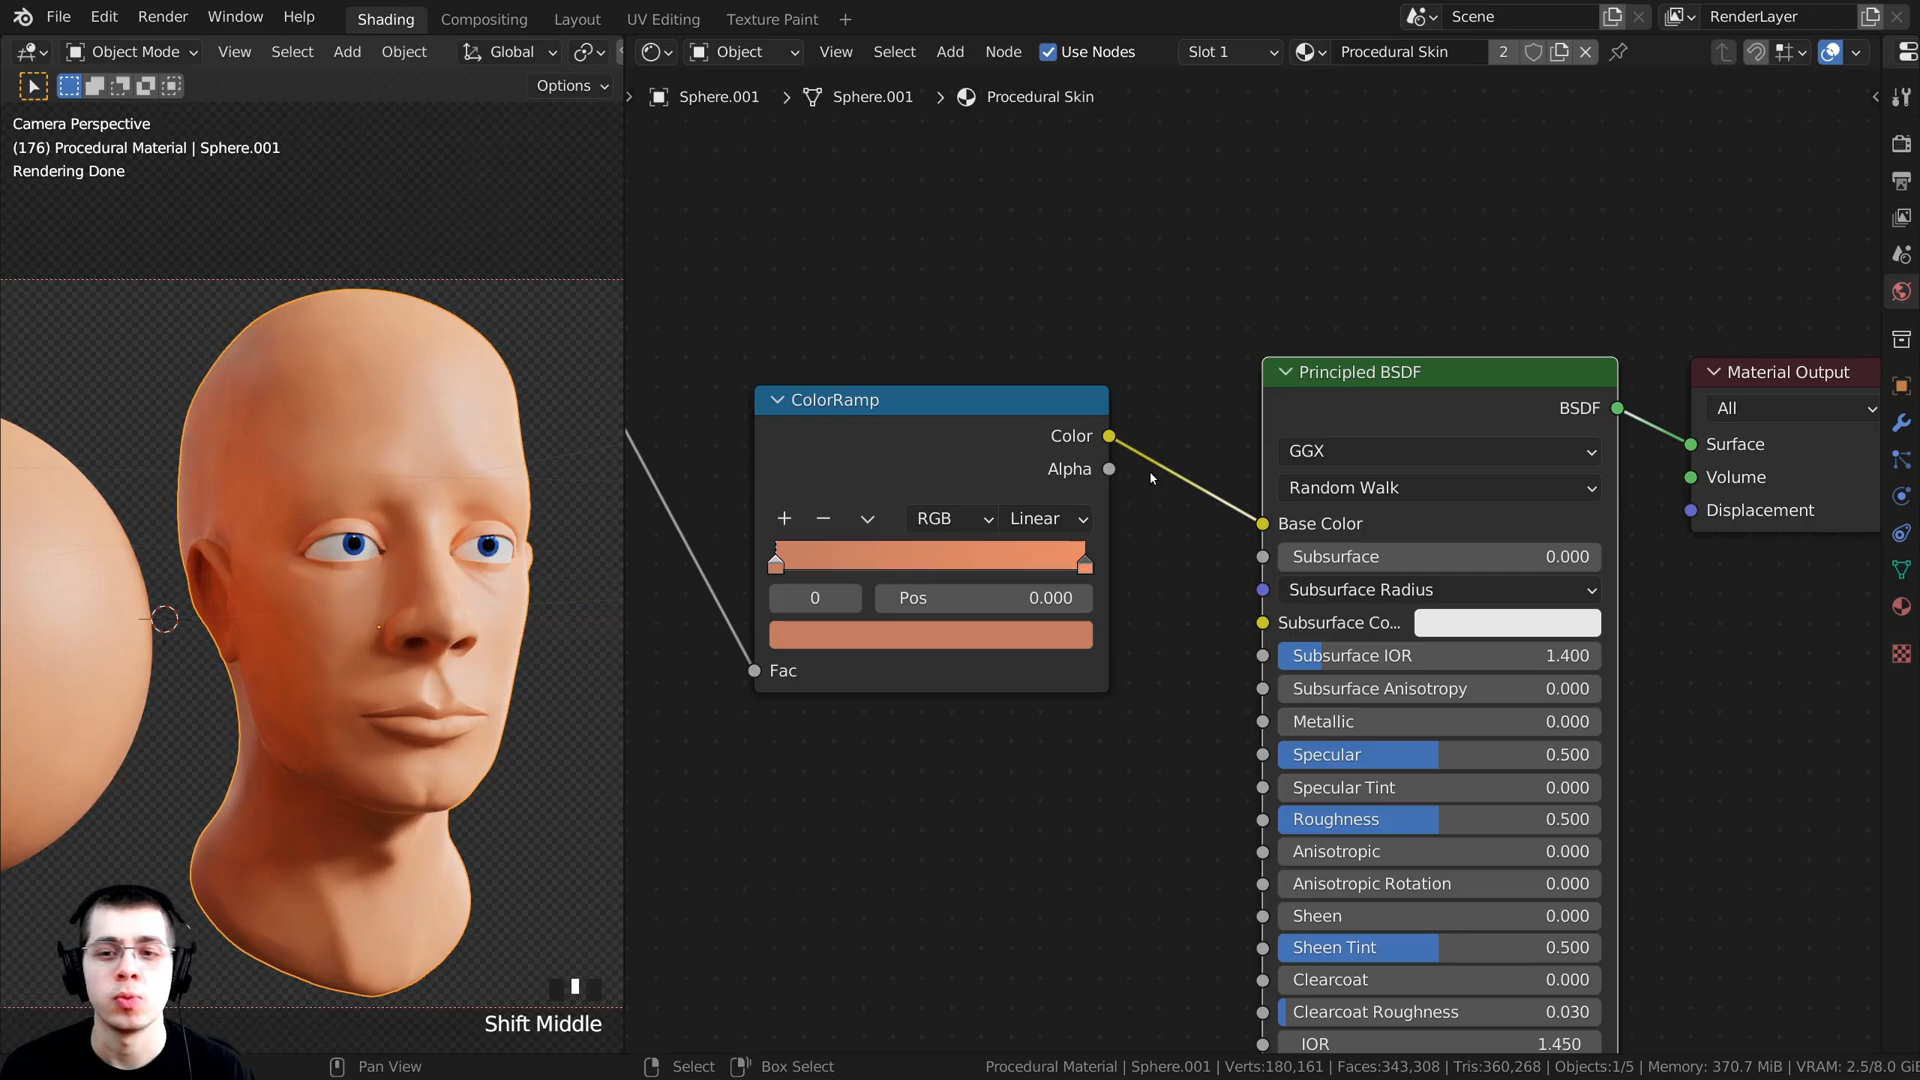 File Edit Render Window Help Shading Compositing Layout UV Editing Texture Paint + Scene RenderLayer
Object Mode View Select Add Object Global Object View Select Add Node Use Nodes Slot 1 Procedural Skin 2
Options
Sphere.001 > Sphere.001 > Procedural Skin
Camera Perspective
(176) Procedural Material | Sphere.001
Rendering Done
ColorRamp
Color
Alpha
+ − RGB Linear
0 Pos 0.000
Fac
Principled BSDF
BSDF
GGX
Random Walk
Base Color
Subsurface 0.000
Subsurface Radius
Subsurface Co...
Subsurface IOR 1.400
Subsurface Anisotropy 0.000
Metallic 0.000
Specular 0.500
Specular Tint 0.000
Roughness 0.500
Anisotropic 0.000
Anisotropic Rotation 0.000
Sheen 0.000
Sheen Tint 0.500
Clearcoat 0.000
Clearcoat Roughness 0.030
IOR 1.450
Material Output
All
Surface
Volume
Displacement
Shift Middle
Pan View Select Box Select Procedural Material | Sphere.001 | Verts:180,161 | Faces:343,308 | Tris:360,268 | Objects:1/5 | Memory: 370.7 MiB | VRAM: 2.5/8.0 GiB